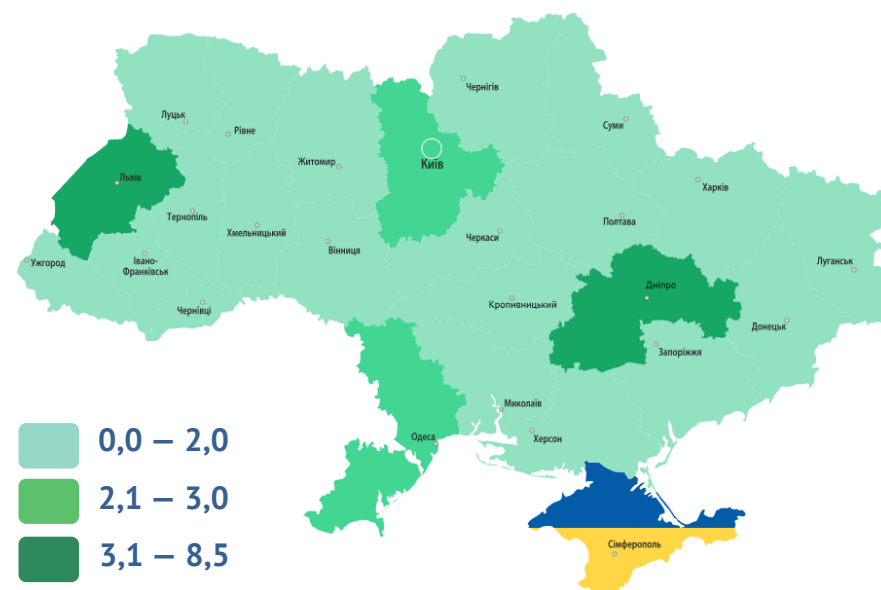 Чернігів
Луцьк
Суми
Рівне
Житомир
Київ
Львів
Харків
Тернопіль
Полтава
Хмельницький
Черкаси
Вінниця
Ужгород
Івано-
Франківськ
Луганськ
Дніпро
Чернівці
Кропивницький
Донецьк
Запоріжжя
Миколаїв
Одеса
Херсон
0,0 — 2,0
2,1 — 3,0
3,1 — 8,5
Сімферополь